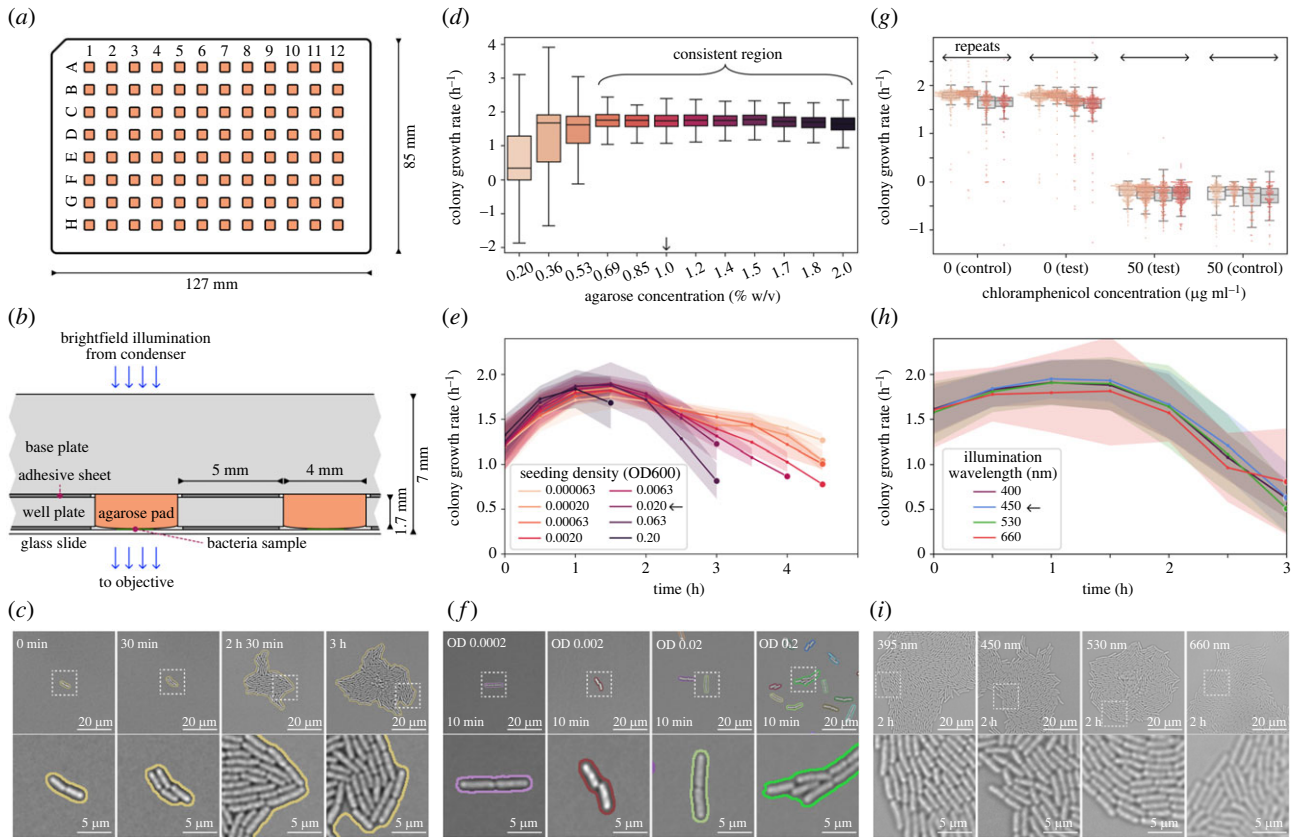 (a)
1 2 3 4 5 6 7 8 9 10 11 12
A
B
C
D
E
F
G
H
85 mm
127 mm
(b)
brightfield illumination
from condenser
base plate
adhesive sheet
5 mm
4 mm
7 mm
well plate
agarose pad
1.7 mm
glass slide
bacteria sample
to objective
(c)
0 min
30 min
2 h 30 min
3 h
20 μm
20 μm
20 μm
20 μm
5 μm
5 μm
5 μm
5 μm
(d)
colony growth rate (h–1)
4
3
2
1
0
–1
–2
consistent region
0.20 0.36 0.53 0.69 0.85 1.0 1.2 1.4 1.5 1.7 1.8 2.0
agarose concentration (% w/v)
(e)
colony growth rate (h–1)
2.0
1.5
1.0
0.5
0
seeding density (OD600)
0.000063 0.0063
0.00020 0.020
0.00063 0.063
0.0020 0.20
0 1 2 3 4
time (h)
(f)
OD 0.0002
OD 0.002
OD 0.02
OD 0.2
10 min 20 μm
10 min 20 μm
10 min 20 μm
10 min 20 μm
5 μm
5 μm
5 μm
5 μm
(g)
colony growth rate (h–1)
repeats
2
1
0
–1
0 (control) 0 (test) 50 (test) 50 (control)
chloramphenicol concentration (μg ml–1)
(h)
colony growth rate (h–1)
2.0
1.5
1.0
0.5
0
illumination
wavelength (nm)
400
450
530
660
0 1 2 3
time (h)
(i)
395 nm
450 nm
530 nm
660 nm
2 h 20 μm
2 h 20 μm
2 h 20 μm
2 h 20 μm
5 μm
5 μm
5 μm
5 μm